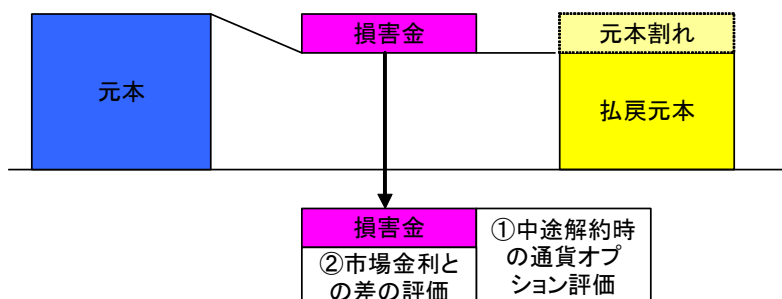 元本
損害金
元本割れ
払戻元本
損害金
②市場金利と
の差の評価
①中途解約時
の通貨オプ
ション評価